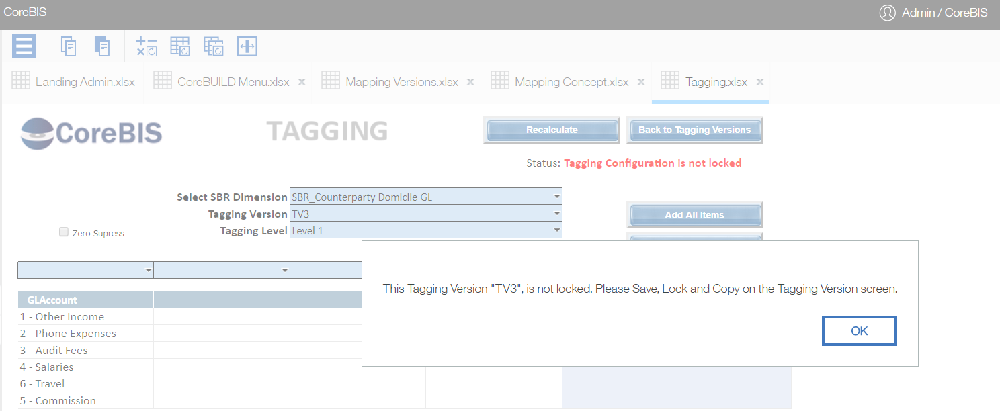 CoreBIS
Admin / CoreBIS
Landing Admin.xlsx
CoreBUILD Menu.xlsx
Mapping Versions.xlsx
Mapping Concept.xlsx
Tagging.xlsx
CoreBIS
TAGGING
Recalculate
Back to Tagging Versions
Status: Tagging Configuration is not locked
Select SBR Dimension SBR_Counterparty Domicile GL
Tagging Version TV3
Add All Items
Zero Supress
Tagging Level Level 1
This Tagging Version "TV3", is not locked. Please Save, Lock and Copy on the Tagging Version screen.
OK
GLAccount
1 - Other Income
2 - Phone Expenses
3 - Audit Fees
4 - Salaries
6 - Travel
5 - Commission